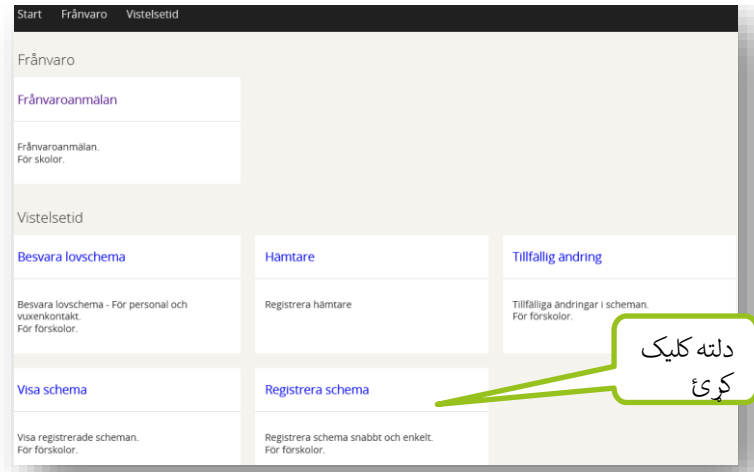 Start Frånvaro Vistelsetid
Frånvaro
Frånvaroanmälan
Frånvaroanmälan.
För skolor.
Vistelsetid
Besvara lovschema
Besvara lovschema - För personal och
vuxenkontakt.
För förskolor.
Hämtare
Registrera hämtare
Tillfällig ändring
Tillfälliga ändringar i scheman.
För förskolor.
دلته کلیک
کړئ
Visa schema
Visa registrerade scheman.
För förskolor.
Registrera schema
Registrera schema snabbt och enkelt.
För förskolor.